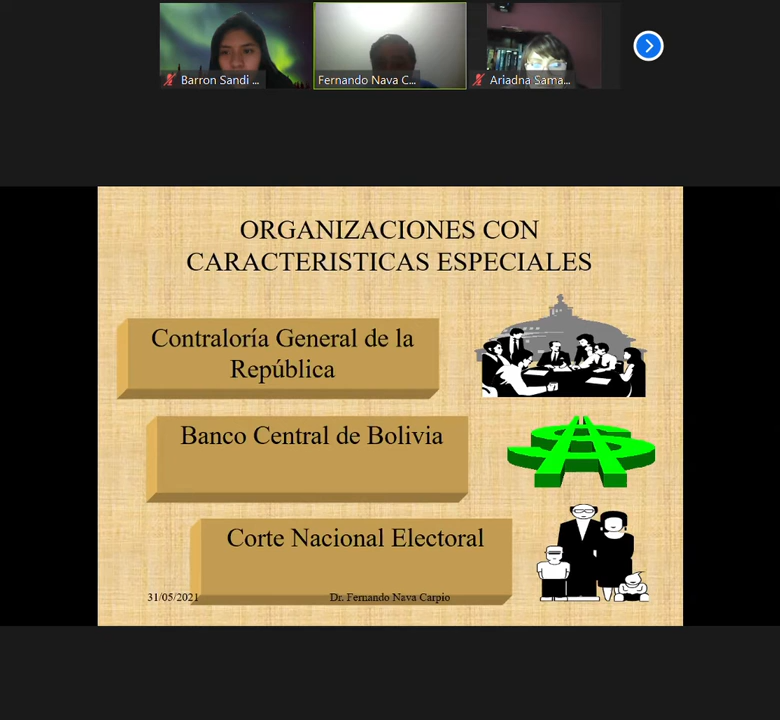 Barron Sandi ...
Fernando Nava C...
Ariadna Sama...
ORGANIZACIONES CON
CARACTERISTICAS ESPECIALES
Contraloría General de la
República
Banco Central de Bolivia
Corte Nacional Electoral
31/05/2021
Dr. Fernando Nava Carpio